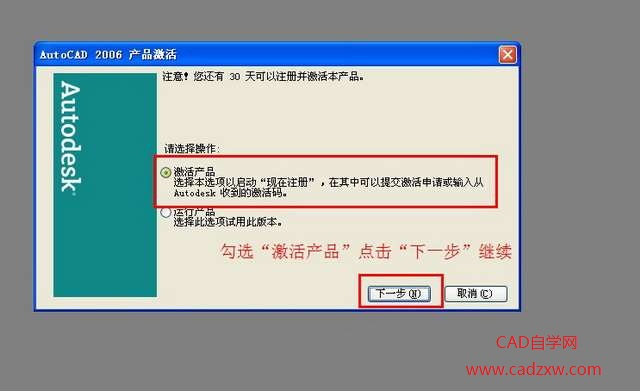 AutoCAD 2006 产品激活
Autodesk
注意! 您还有 30 天可以注册并激活本产品。
请选择操作:
激活产品
选择本选项以启动“现在注册”,在其中可以提交激活申请或输入从
Autodesk 收到的激活码。
运行产品
选择此选项试用此版本。
勾选“激活产品”点击“下一步”继续
下一步(N)
取消(C)
CAD自学网
www.cadzxw.com